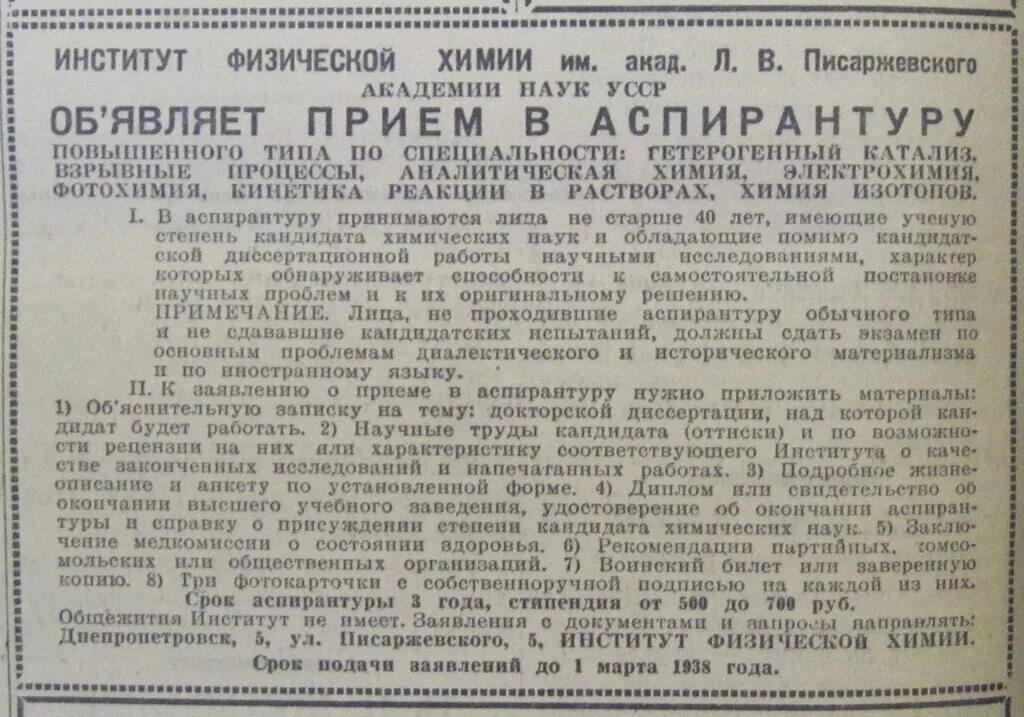 ИНСТИТУТ ФИЗИЧЕСКОЙ ХИМИИ им. акад. Л. В. Писаржевского
АКАДЕМИИ НАУК УССР
ОБ'ЯВЛЯЕТ ПРИЕМ В АСПИРАНТУРУ
ПОВЫШЕННОГО ТИПА ПО СПЕЦИАЛЬНОСТИ: ГЕТЕРОГЕННЫЙ КАТАЛИЗ,
ВЗРЫВНЫЕ ПРОЦЕССЫ, АНАЛИТИЧЕСКАЯ ХИМИЯ, ЭЛЕКТРОХИМИЯ,
ФОТОХИМИЯ, КИНЕТИКА РЕАКЦИИ В РАСТВОРАХ, ХИМИЯ ИЗОТОПОВ.
I. В аспирантуру принимаются лица не старше 40 лет, имеющие ученую
степень кандидата химических наук и обладающие помимо кандидат-
ской диссертационной работы научными исследованиями, характер
которых обнаруживает способности к самостоятельной постановке
научных проблем и к их оригинальному решению.
ПРИМЕЧАНИЕ. Лица, не проходившие аспирантуру обычного типа
и не сдававшие кандидатских испытаний, должны сдать экзамен по
основным проблемам диалектического и исторического материализма
и по иностранному языку.
II. К заявлению о приеме в аспирантуру нужно приложить материалы:
1) Об'яснительную записку на тему: докторской диссертации, над которой кан-
дидат будет работать. 2) Научные труды кандидата (оттиски) и по возможно-
сти рецензии на них или характеристику соответствующего Института о каче-
стве законченных исследований и напечатанных работах. 3) Подробное жизне-
описание и анкету по установленной форме. 4) Диплом или свидетельство об
окончании высшего учебного заведения, удостоверение об окончании аспиран-
туры и справку о присуждении степени кандидата химических наук. 5) Заклю-
чение медкомиссии о состоянии здоровья. 6) Рекомендации партийных, комсо-
мольских или общественных организаций. 7) Воинский билет или заверенную
копию. 8) Три фотокарточки с собственноручной подписью на каждой из них.
Срок аспирантуры 3 года, стипендия от 500 до 700 руб.
Общежития Институт не имеет. Заявления с документами и запросы направлять:
Днепропетровск, 5, ул. Писаржевского, 5, ИНСТИТУТ ФИЗИЧЕСКОЙ ХИМИИ.
Срок подачи заявлений до 1 марта 1938 года.